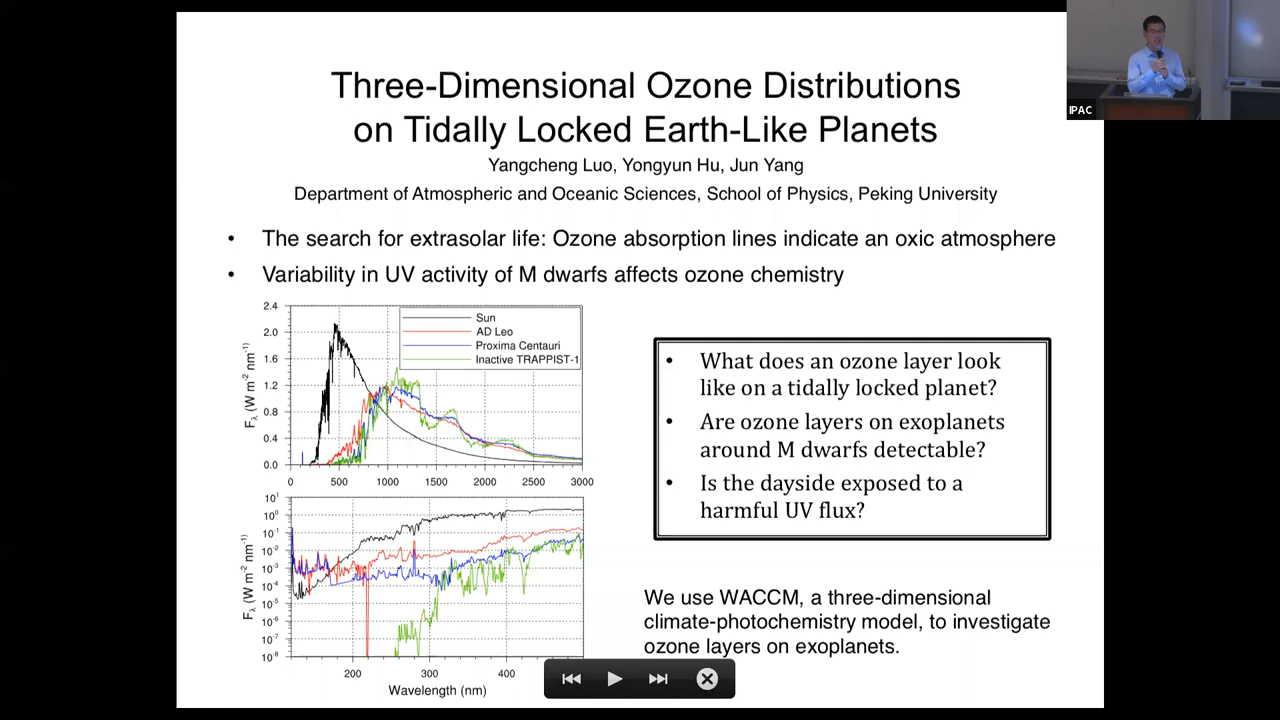 Three-Dimensional Ozone Distributions
on Tidally Locked Earth-Like Planets
Yangcheng Luo, Yongyun Hu, Jun Yang
Department of Atmospheric and Oceanic Sciences, School of Physics, Peking University
• The search for extrasolar life: Ozone absorption lines indicate an oxic atmosphere
• Variability in UV activity of M dwarfs affects ozone chemistry
2.4
2.0
1.6
1.2
0.8
0.4
0.0
Fλ (W m⁻² nm⁻¹)
Sun
AD Leo
Proxima Centauri
Inactive TRAPPIST-1
0 500 1000 1500 2000 2500 3000
10¹
10⁰
10⁻¹
10⁻²
10⁻³
10⁻⁴
10⁻⁵
10⁻⁶
10⁻⁷
10⁻⁸
Fλ (W m⁻² nm⁻¹)
200 300 400
Wavelength (nm)
• What does an ozone layer look
like on a tidally locked planet?
• Are ozone layers on exoplanets
around M dwarfs detectable?
• Is the dayside exposed to a
harmful UV flux?
We use WACCM, a three-dimensional
climate-photochemistry model, to investigate
ozone layers on exoplanets.
IPAC